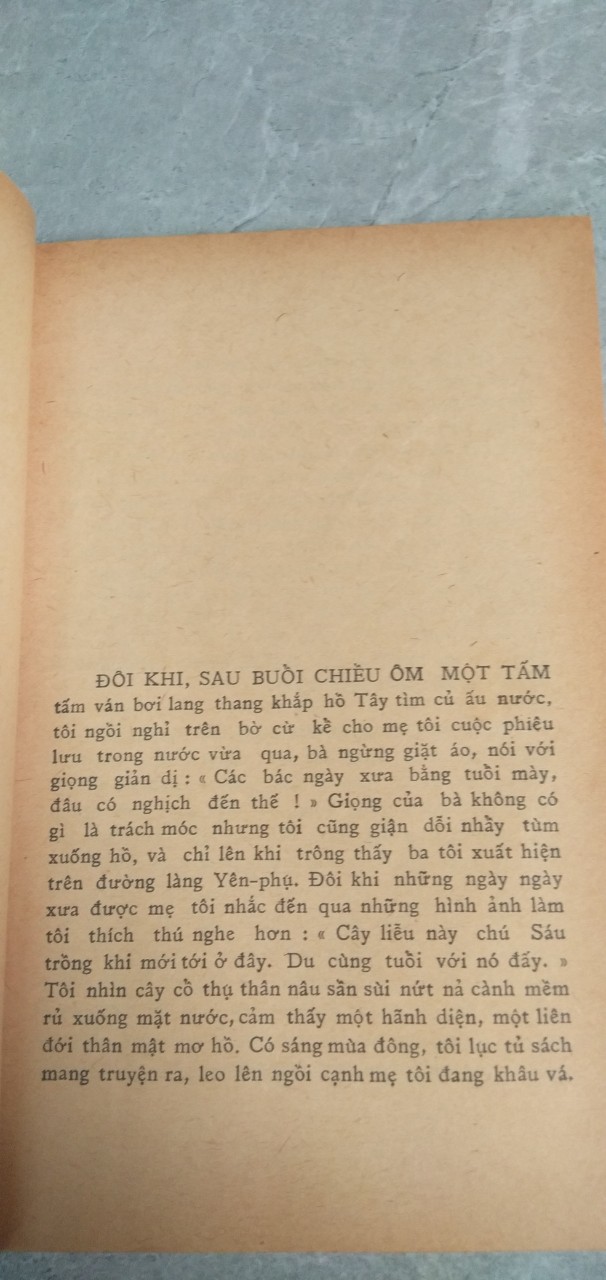 ĐÔI KHI, SAU BUỒI CHIỀU ÔM MỘT TẤM
tấm ván bơi lang thang khắp hồ Tây tìm củ ấu nước,
tôi ngồi nghỉ trên bờ cừ kề cho mẹ tôi cuộc phiêu
lưu trong nước vừa qua, bà ngừng giặt áo, nói với
giọng giản dị : « Các bác ngày xưa bằng tuồi mày,
đâu có nghịch đến thế ! » Giọng của bà không có
gì là trách móc nhưng tôi cũng giận dỗi nhầy tùm
xuống hồ, và chỉ lên khi trông thấy ba tôi xuất hiện
trên đường làng Yên-phụ. Đôi khi những ngày ngày
xưa được mẹ tôi nhắc đến qua những hình ảnh làm
tôi thích thú nghe hơn : « Cây liễu này chú Sáu
trồng khi mới tới ở đây. Du cùng tuồi với nó đấy. »
Tôi nhìn cây cồ thụ thân nâu sần sùi nứt nả cành mềm
rủ xuống mặt nước, cảm thấy một hãnh diện, một liên
đới thân mật mơ hồ. Có sáng mùa đông, tôi lục tủ sách
mang truyện ra, leo lên ngồi cạnh mẹ tôi đang khâu vá.